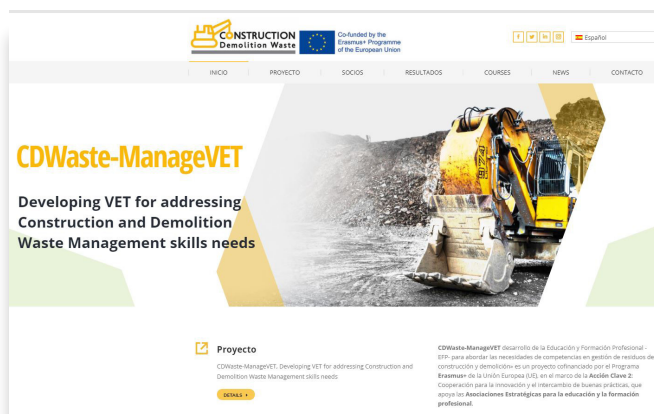 CONSTRUCTION
Demolition Waste
Co-funded by the
Erasmus+ Programme
of the European Union
Español
INICIO PROYECTO SOCIOS RESULTADOS COURSES NEWS CONTACTO
CDWaste-ManageVET
Developing VET for addressing
Construction and Demolition
Waste Management skills needs
Proyecto
CDWaste-ManageVET, Developing VET for addressing Construction and
Demolition Waste Management skills needs
DETAILS
CDWaste-ManageVET desarrollo de la Educación y Formación Profesional -
EFP- para abordar las necesidades de competencias en gestión de residuos de
construcción y demolición» es un proyecto cofinanciado por el Programa
Erasmus+ de la Unión Europea (UE), en el marco de la Acción Clave 2:
Cooperación para la innovación y el intercambio de buenas prácticas, que
apoya las Asociaciones Estratégicas para la educación y la formación
profesional.